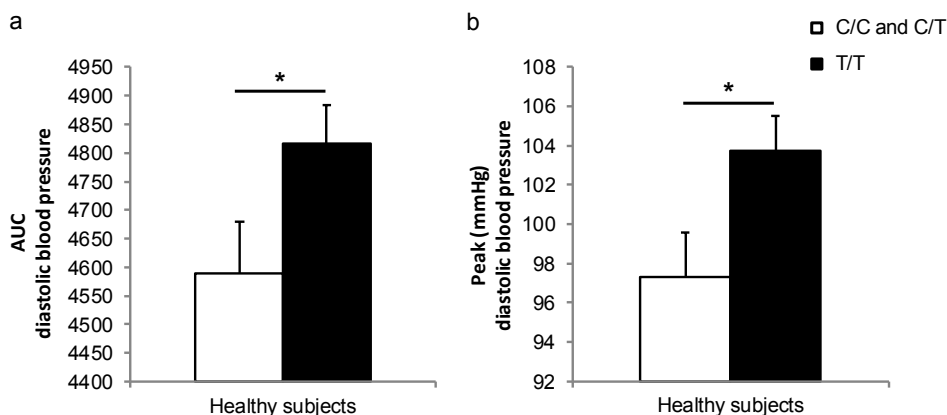 a
AUC
diastolic blood pressure
4950
4900
4850
4800
4750
4700
4650
4600
4550
4500
4450
4400
*
Healthy subjects
b
Peak (mmHg)
diastolic blood pressure
108
106
104
102
100
98
96
94
92
*
Healthy subjects
C/C and C/T
T/T